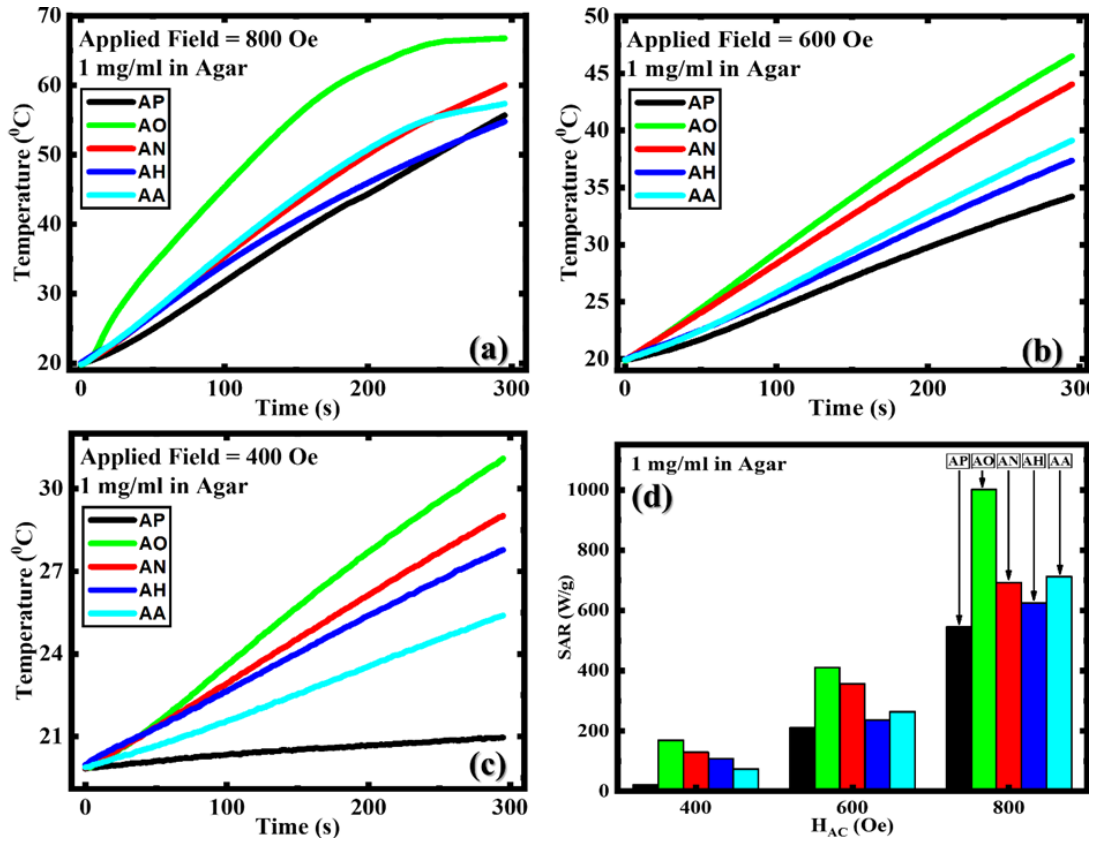 Applied Field = 800 Oe
1 mg/ml in Agar
AP
AO
AN
AH
AA
70
60
50
40
30
20
Temperature (⁰C)
0
100
200
300
Time (s)
(a)
Applied Field = 600 Oe
1 mg/ml in Agar
AP
AO
AN
AH
AA
50
45
40
35
30
25
20
Temperature (⁰C)
0
100
200
300
Time (s)
(b)
Applied Field = 400 Oe
1 mg/ml in Agar
AP
AO
AN
AH
AA
30
27
24
21
Temperature (⁰C)
0
100
200
300
Time (s)
(c)
1 mg/ml in Agar
(d)
AP AO AN AH AA
1000
800
600
400
200
0
SAR (W/g)
400
600
800
H_AC (Oe)